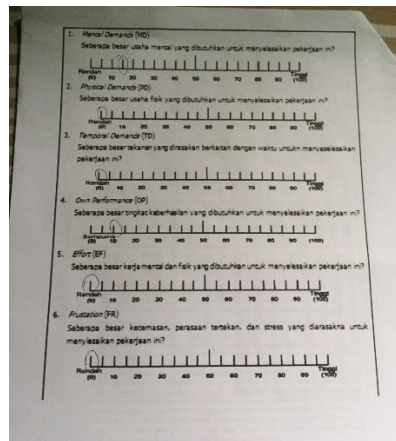 1. Mental Demands (MD)
Seberapa besar usaha mental yang dibutuhkan untuk menyelesaikan pekerjaan ini?
Rendah Tinggi
(0) 10 20 30 40 50 60 70 80 90 (100)
2. Physical Demands (PD)
Seberapa besar usaha fisik yang dibutuhkan untuk menyelesaikan pekerjaan ini?
Rendah Tinggi
(0) 10 20 30 40 50 60 70 80 90 (100)
3. Temporal Demands (TD)
Seberapa besar tekanan yang dirasakan berkaitan dengan waktu untuk menyelesaikan
pekerjaan ini?
Rendah Tinggi
(0) 10 20 30 40 50 60 70 80 90 (100)
4. Own Performance (OP)
Seberapa besar tingkat keberhasilan yang dibutuhkan untuk menyelesaikan pekerjaan ini?
Sempurna
(0) 10 20 30 40 50 60 70 80 90 (100)
5. Effort (EF)
Seberapa besar kerja mental dan fisik yang dibutuhkan untuk menyelesaikan pekerjaan ini?
Rendah Tinggi
(0) 10 20 30 40 50 60 70 80 90 (100)
6. Frustation (FR)
Seberapa besar kecemasan, perasaan tertekan, dan stress yang diarasakna untuk
menylesaikan pekerjaan ini?
Rendah Tinggi
(0) 10 20 30 40 50 60 70 80 90 (100)